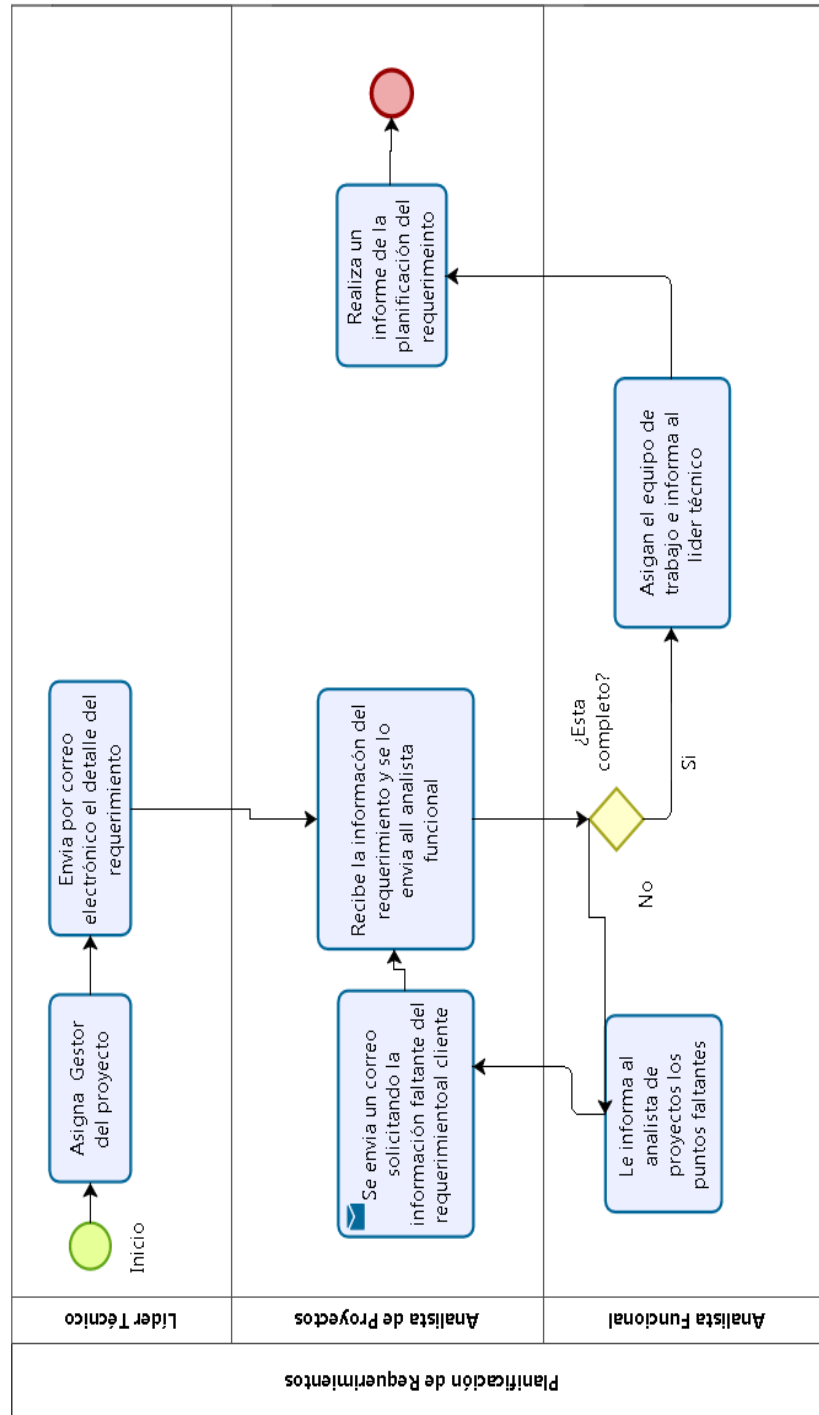 Planificación de Requerimientos
Líder Técnico
Inicio
Asigna Gestor
del proyecto
Envia por correo
electrónico el detalle del
requerimiento
Analista de Proyectos
Se envia un correo
solicitando la
información faltante del
requerimientoal cliente
Recibe la informacón del
requerimiento y se lo
envia all analista
funcional
Realiza un
informe de la
planificación del
requerimeinto
Analista Funcional
Le informa al
analista de
proyectos los
puntos faltantes
No
¿Esta
completo?
Si
Asigan el equipo de
trabajo e informa al
lider técnico